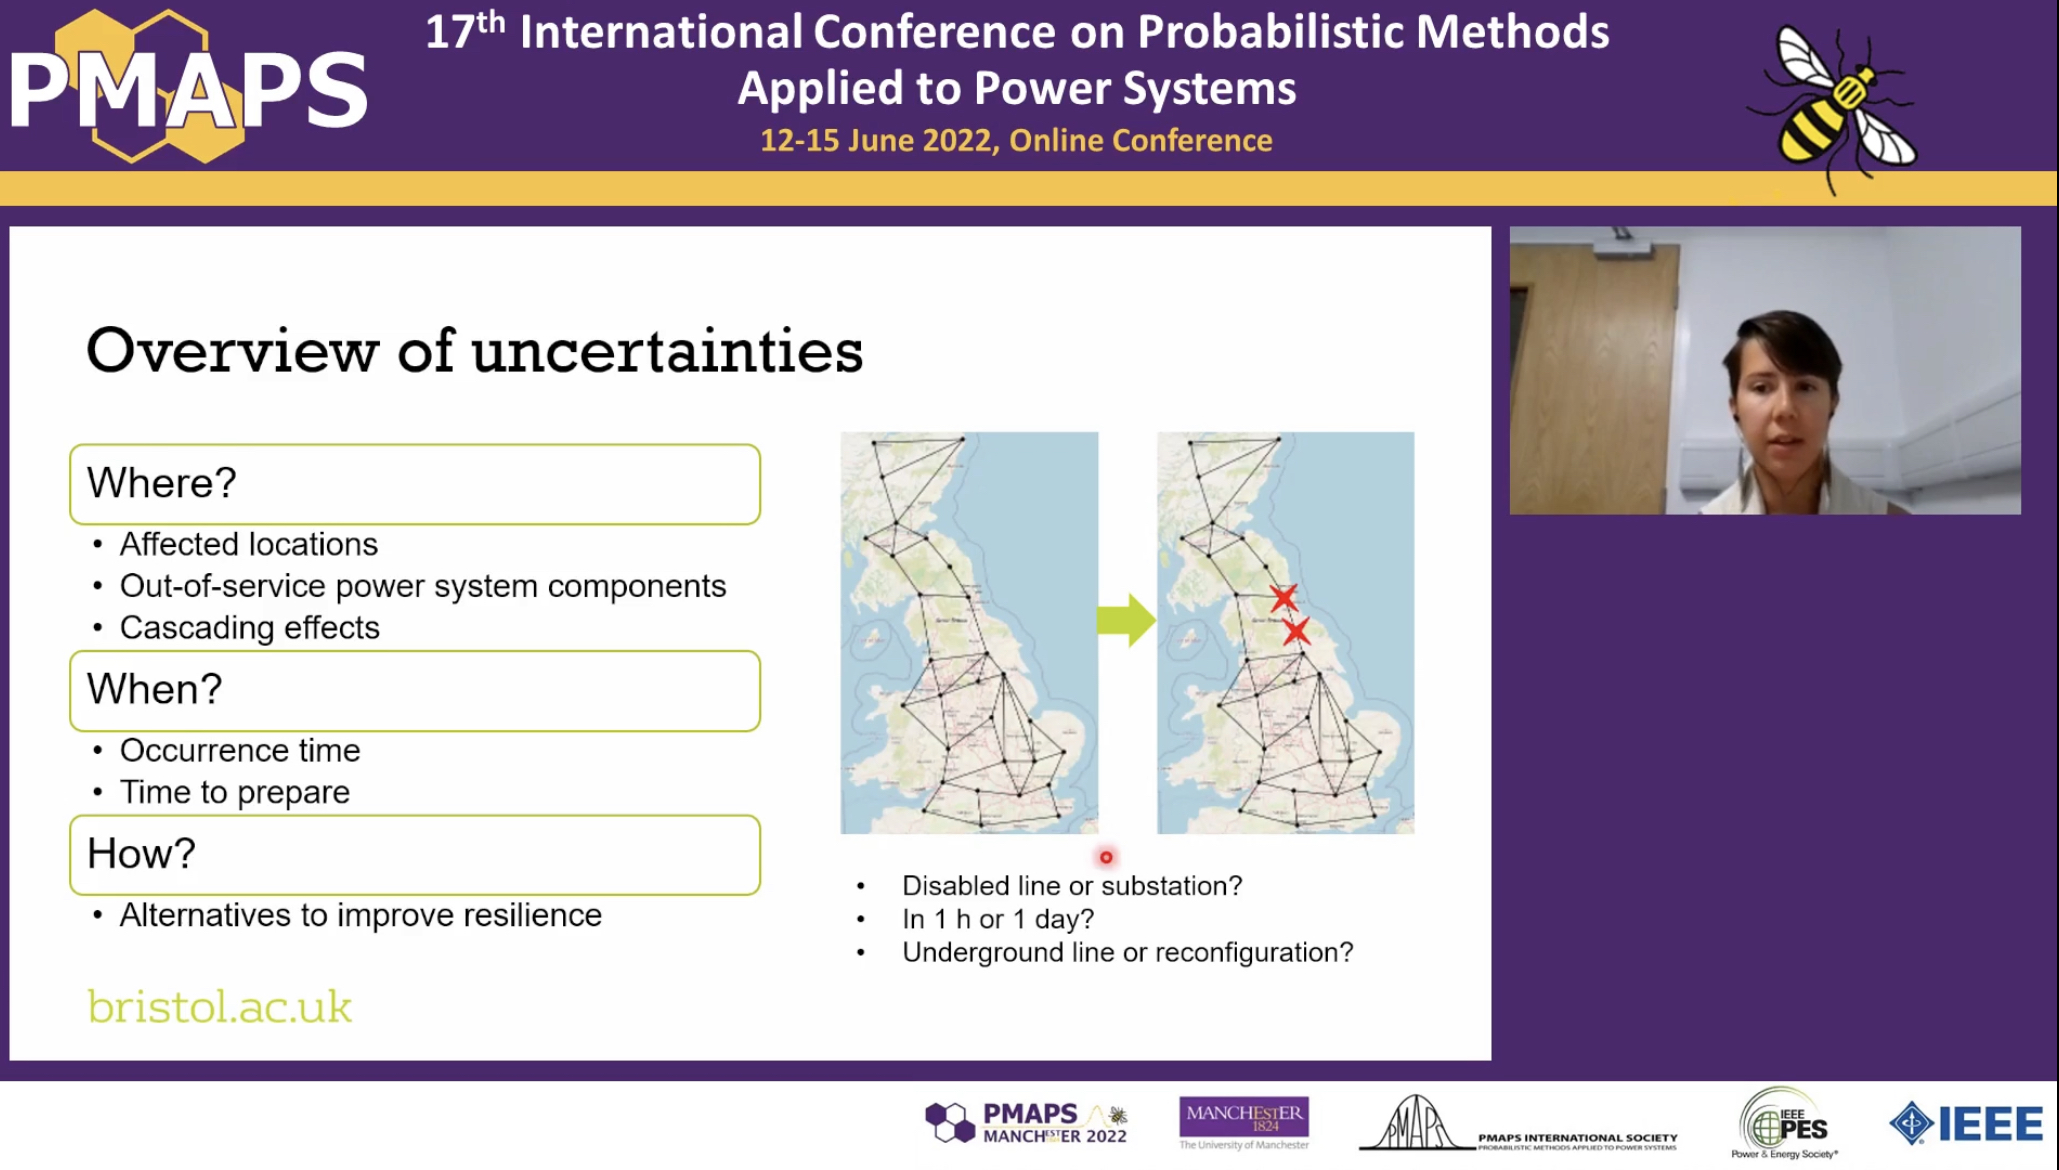 PMAPS
17th International Conference on Probabilistic Methods
Applied to Power Systems
12-15 June 2022, Online Conference
Overview of uncertainties
Where?
• Affected locations
• Out-of-service power system components
• Cascading effects
When?
• Occurrence time
• Time to prepare
How?
• Alternatives to improve resilience
• Disabled line or substation?
• In 1 h or 1 day?
• Underground line or reconfiguration?
bristol.ac.uk
PMAPS
MANCHESTER 2022
MANCHESTER
1824
The University of Manchester
PMAPS
PMAPS INTERNATIONAL SOCIETY
PROBABILISTIC METHODS APPLIED TO POWER SYSTEMS
IEEE
PES
Power & Energy Society®
IEEE